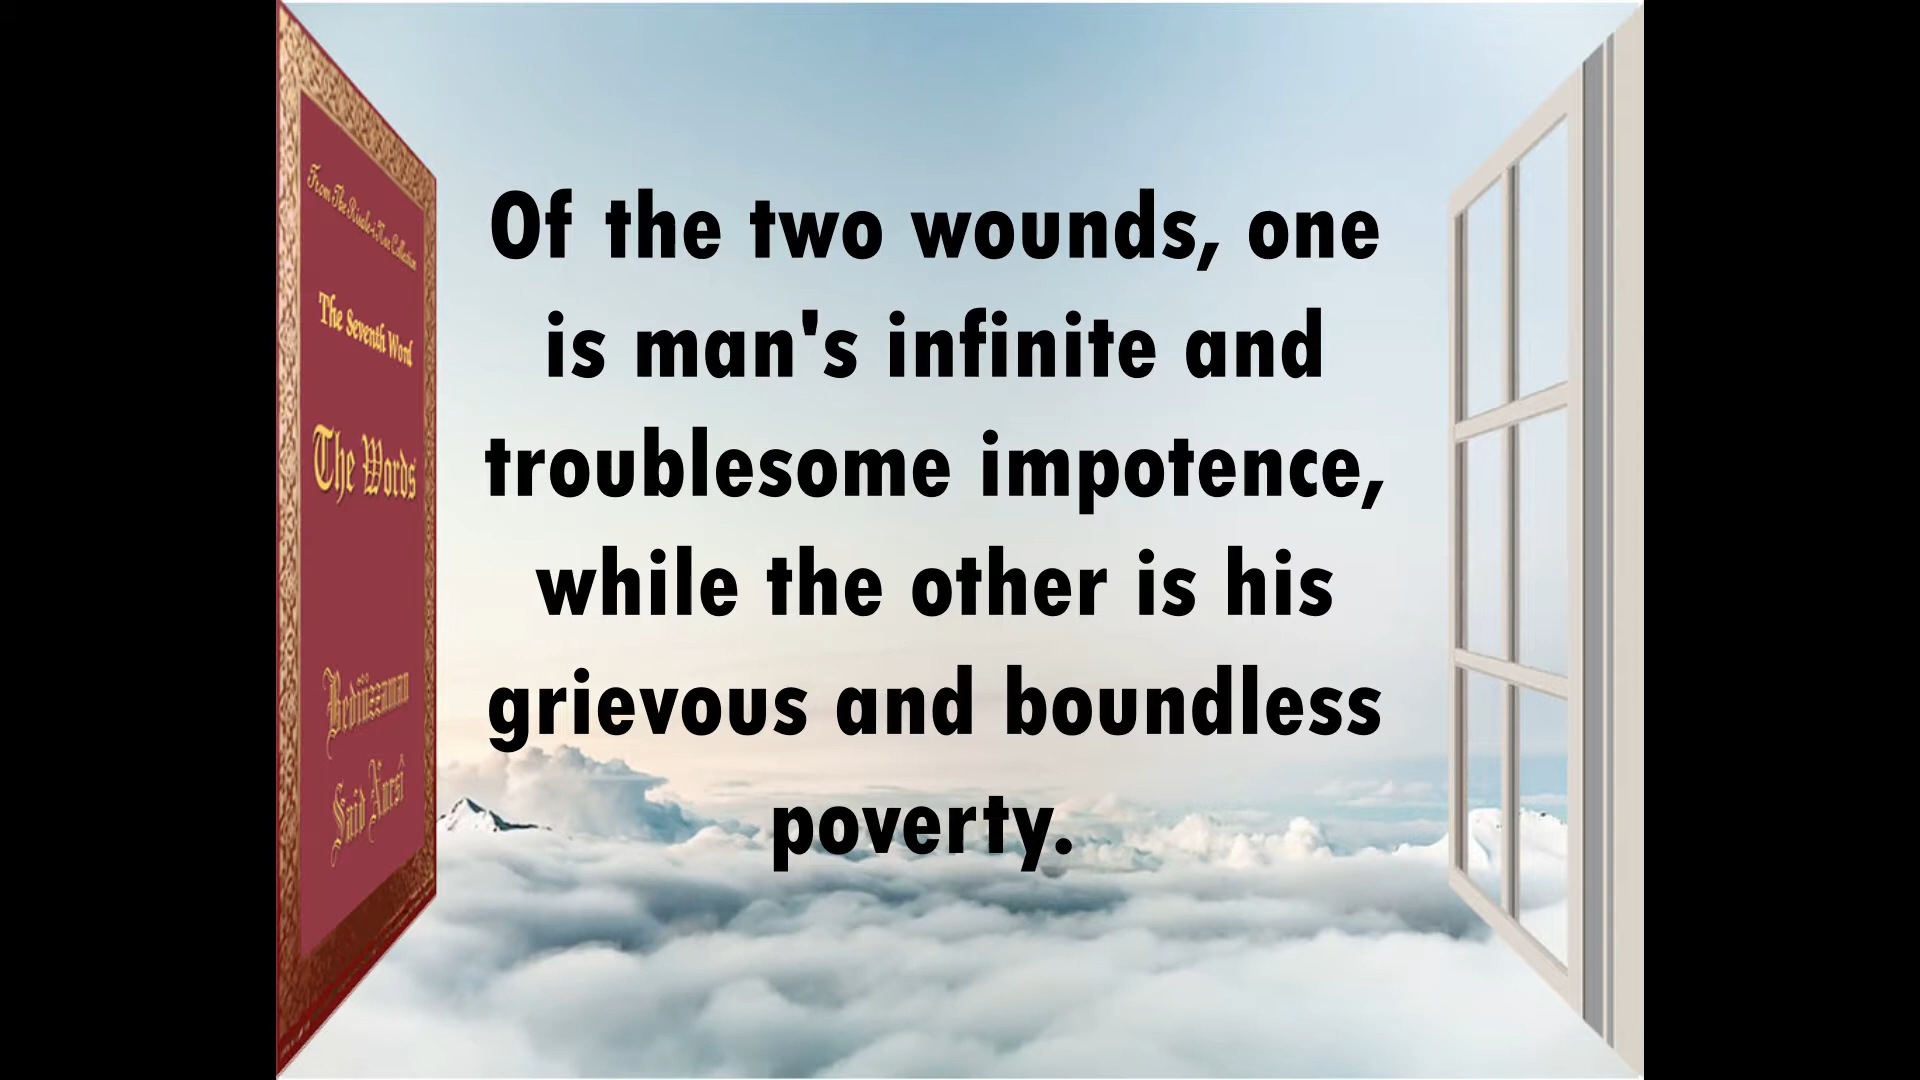 From The Risale-i Nur Collection
The Seventh Word
The Words
Bediüzzaman
Said Nursî
Of the two wounds, one
is man's infinite and
troublesome impotence,
while the other is his
grievous and boundless
poverty.